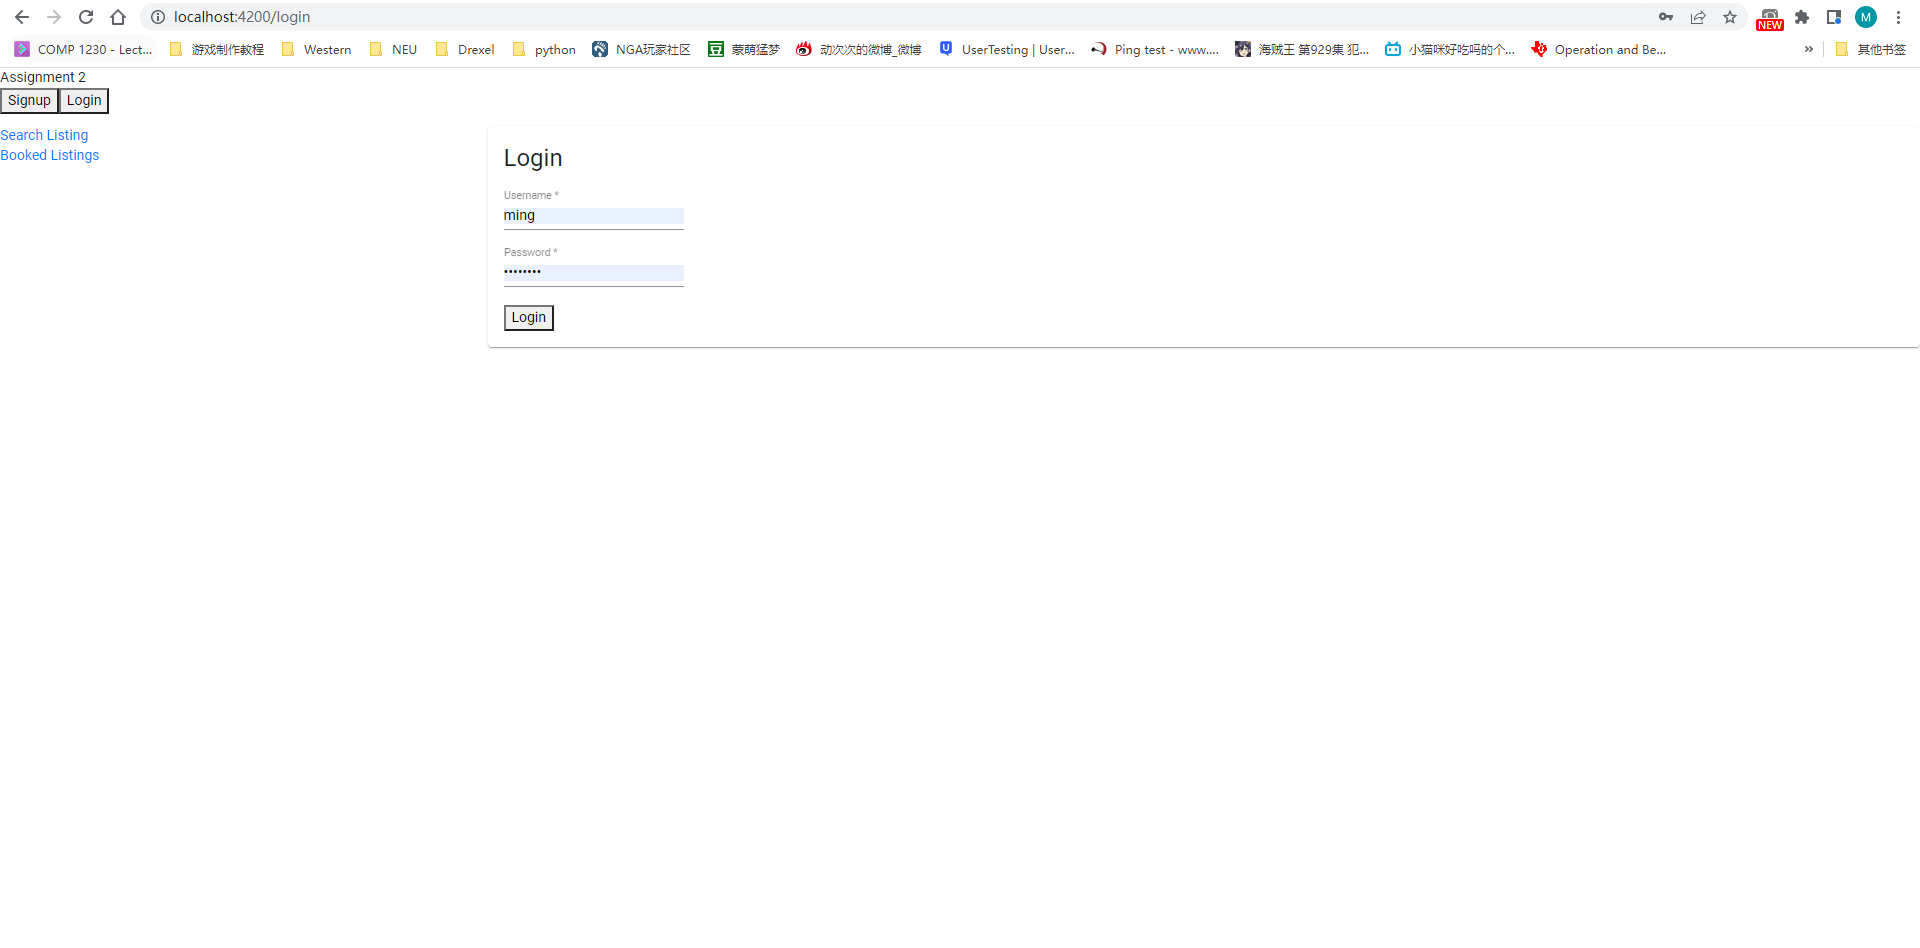 localhost:4200/login
NEW
M
COMP 1230 - Lect... 游戏制作教程 Western NEU Drexel python NGA玩家社区 豆 蒙萌猛梦 动次次的微博_微博 UserTesting | User... Ping test - www.... 海贼王 第929集 犯... 小猫咪好吃吗的个... Operation and Be... » 其他书签
Assignment 2
Signup Login
Search Listing
Booked Listings
Login
Username *
ming
Password *
••••••••
Login